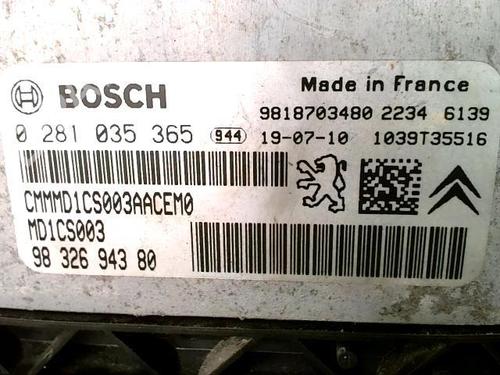 BOSCH
Made in France
9818703480 2234 6139
0 281 035 365 944 19-07-10 1039T35516
CMMMD1CS003AACEM0
MD1CS003
98 326 943 80